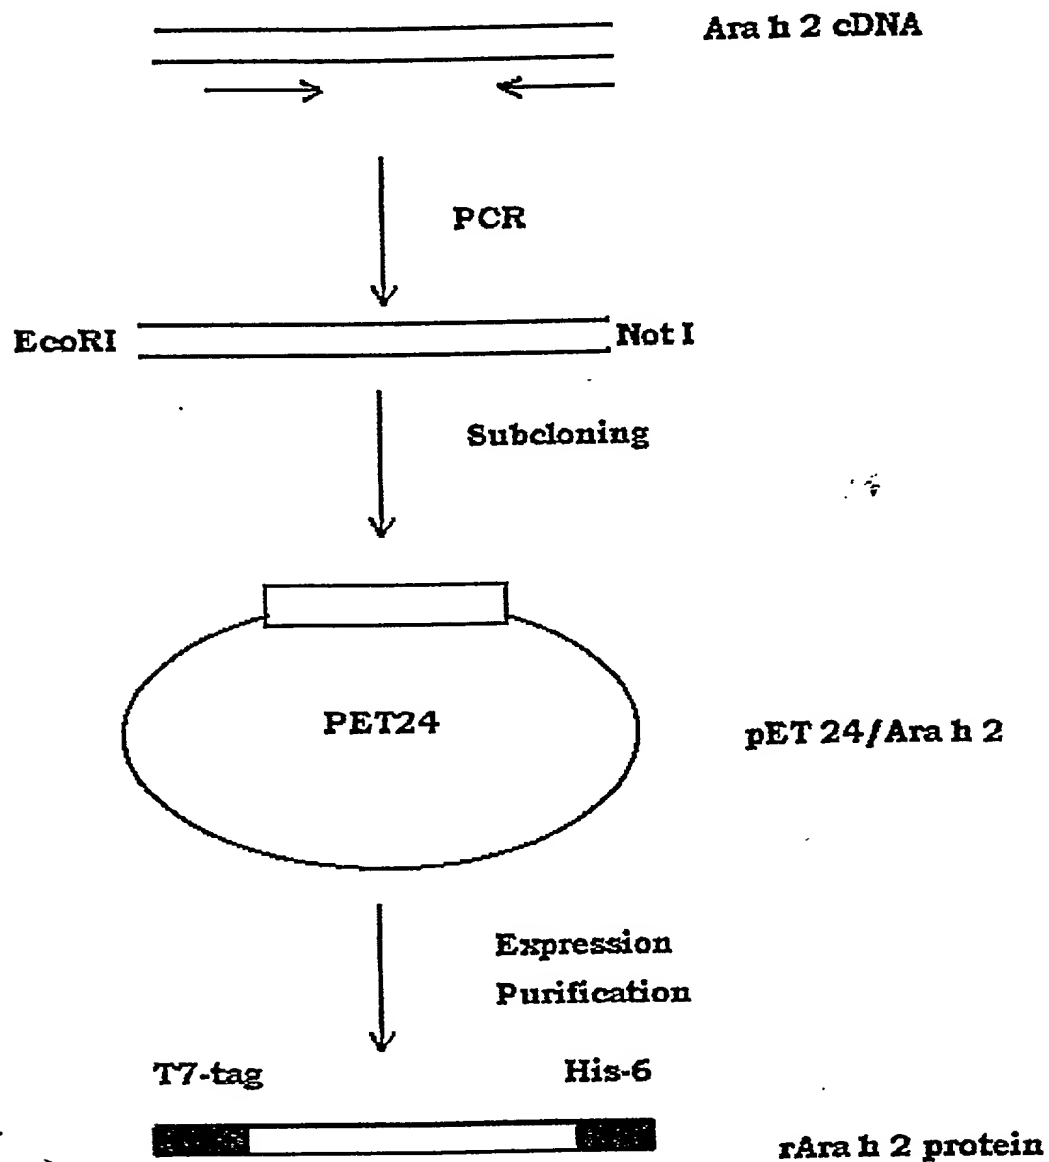 Ara h 2 cDNA
PCR
EcoRI
Not I
Subcloning
PET24
pET 24/Ara h 2
Expression
Purification
T7-tag
His-6
rAra h 2 protein